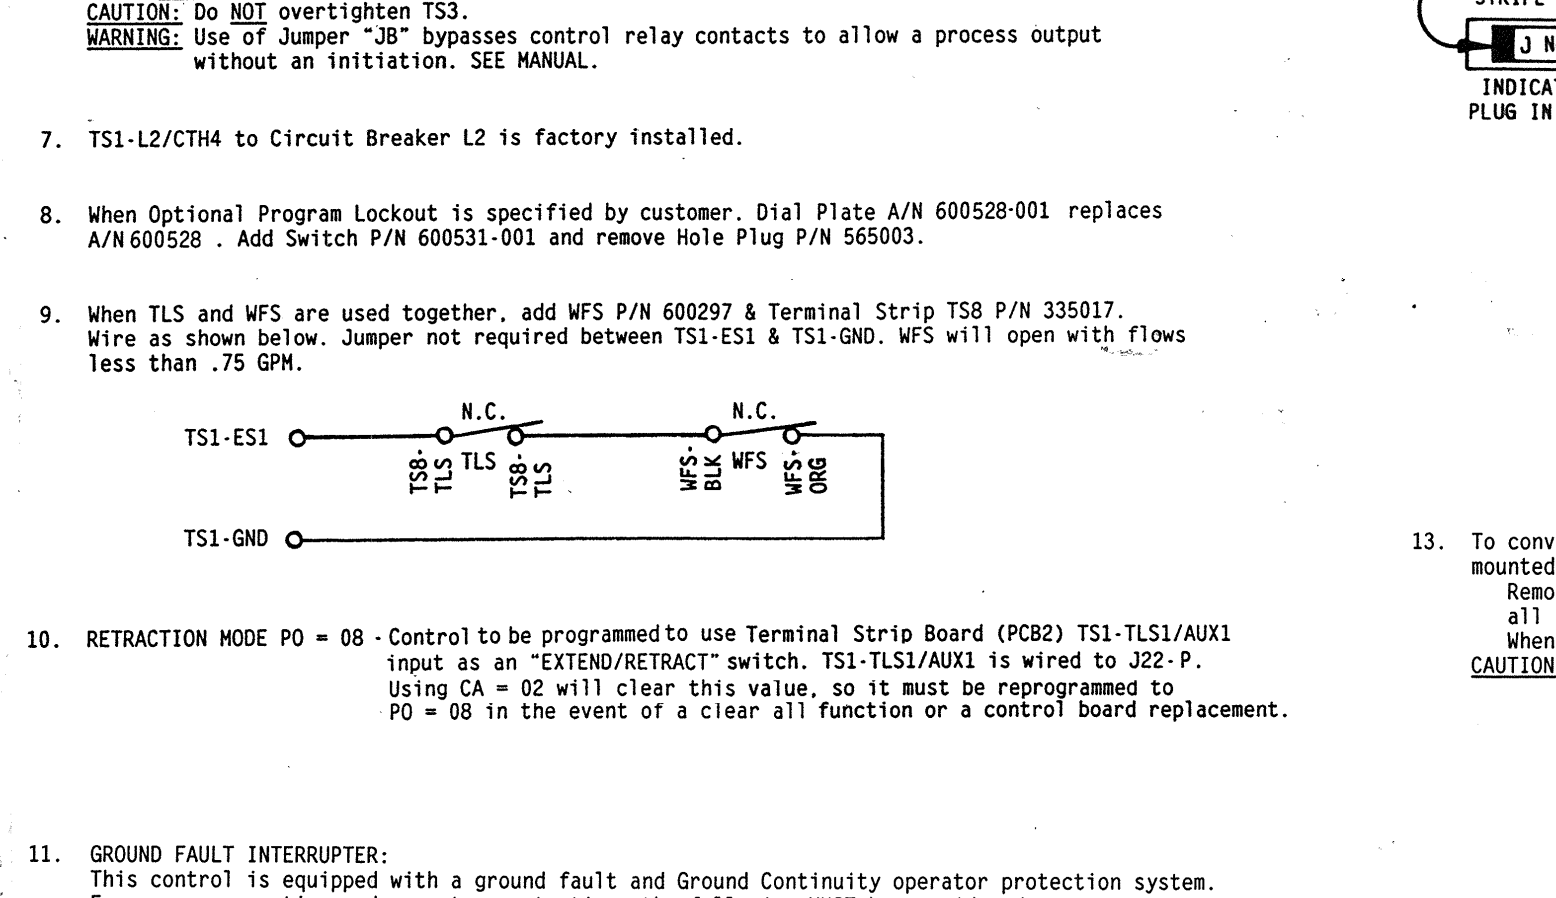 CAUTION: Do NOT overtighten TS3.
WARNING: Use of Jumper "JB" bypasses control relay contacts to allow a process output
without an initiation. SEE MANUAL.
7. TS1-L2/CTH4 to Circuit Breaker L2 is factory installed.
8. When Optional Program Lockout is specified by customer. Dial Plate A/N 600528-001 replaces
A/N 600528 . Add Switch P/N 600531-001 and remove Hole Plug P/N 565003.
9. When TLS and WFS are used together, add WFS P/N 600297 & Terminal Strip TS8 P/N 335017.
Wire as shown below. Jumper not required between TS1-ES1 & TS1-GND. WFS will open with flows
less than .75 GPM.
N.C. N.C.
TS1-ES1
TS8-
TLS
TLS
TS8-
TLS
WFS-
BLK
WFS
WFS-
ORG
TS1-GND
10. RETRACTION MODE PO = 08 - Control to be programmed to use Terminal Strip Board (PCB2) TS1-TLS1/AUX1
input as an "EXTEND/RETRACT" switch. TS1-TLS1/AUX1 is wired to J22-P.
Using CA = 02 will clear this value, so it must be reprogrammed to
PO = 08 in the event of a clear all function or a control board replacement.
11. GROUND FAULT INTERRUPTER:
This control is equipped with a ground fault and Ground Continuity operator protection system.
J N
INDICA
PLUG IN
13. To conv
mounted
Remo
all
When
CAUTION